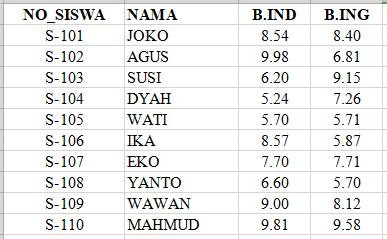 NO_SISWA NAMA B.IND B.ING
S-101 JOKO 8.54 8.40
S-102 AGUS 9.98 6.81
S-103 SUSI 6.20 9.15
S-104 DYAH 5.24 7.26
S-105 WATI 5.70 5.71
S-106 IKA 8.57 5.87
S-107 EKO 7.70 7.71
S-108 YANTO 6.60 5.70
S-109 WAWAN 9.00 8.12
S-110 MAHMUD 9.81 9.58